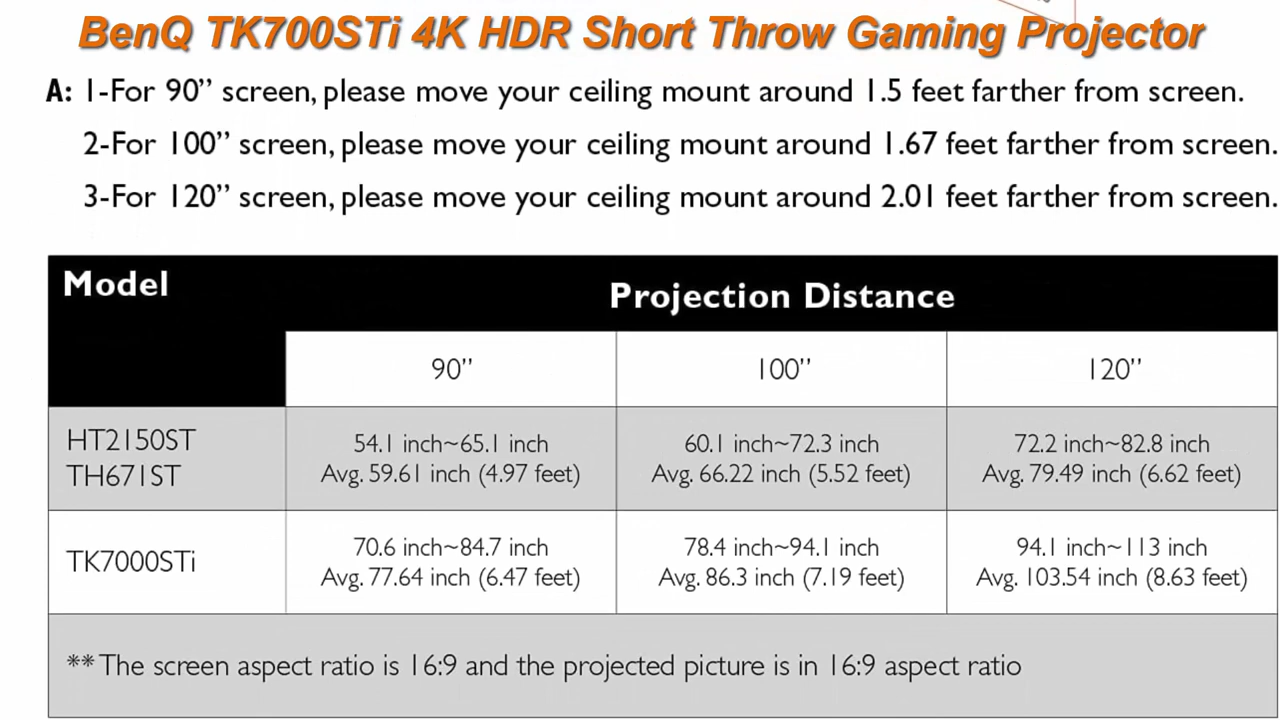 BenQ TK700STi 4K HDR Short Throw Gaming Projector
A: 1-For 90” screen, please move your ceiling mount around 1.5 feet farther from screen.
2-For 100” screen, please move your ceiling mount around 1.67 feet farther from screen.
3-For 120” screen, please move your ceiling mount around 2.01 feet farther from screen.
Model
Projection Distance
90” 100” 120”
HT2150ST
TH671ST
54.1 inch~65.1 inch
Avg. 59.61 inch (4.97 feet)
60.1 inch~72.3 inch
Avg. 66.22 inch (5.52 feet)
72.2 inch~82.8 inch
Avg. 79.49 inch (6.62 feet)
TK7000STi
70.6 inch~84.7 inch
Avg. 77.64 inch (6.47 feet)
78.4 inch~94.1 inch
Avg. 86.3 inch (7.19 feet)
94.1 inch~113 inch
Avg. 103.54 inch (8.63 feet)
** The screen aspect ratio is 16:9 and the projected picture is in 16:9 aspect ratio